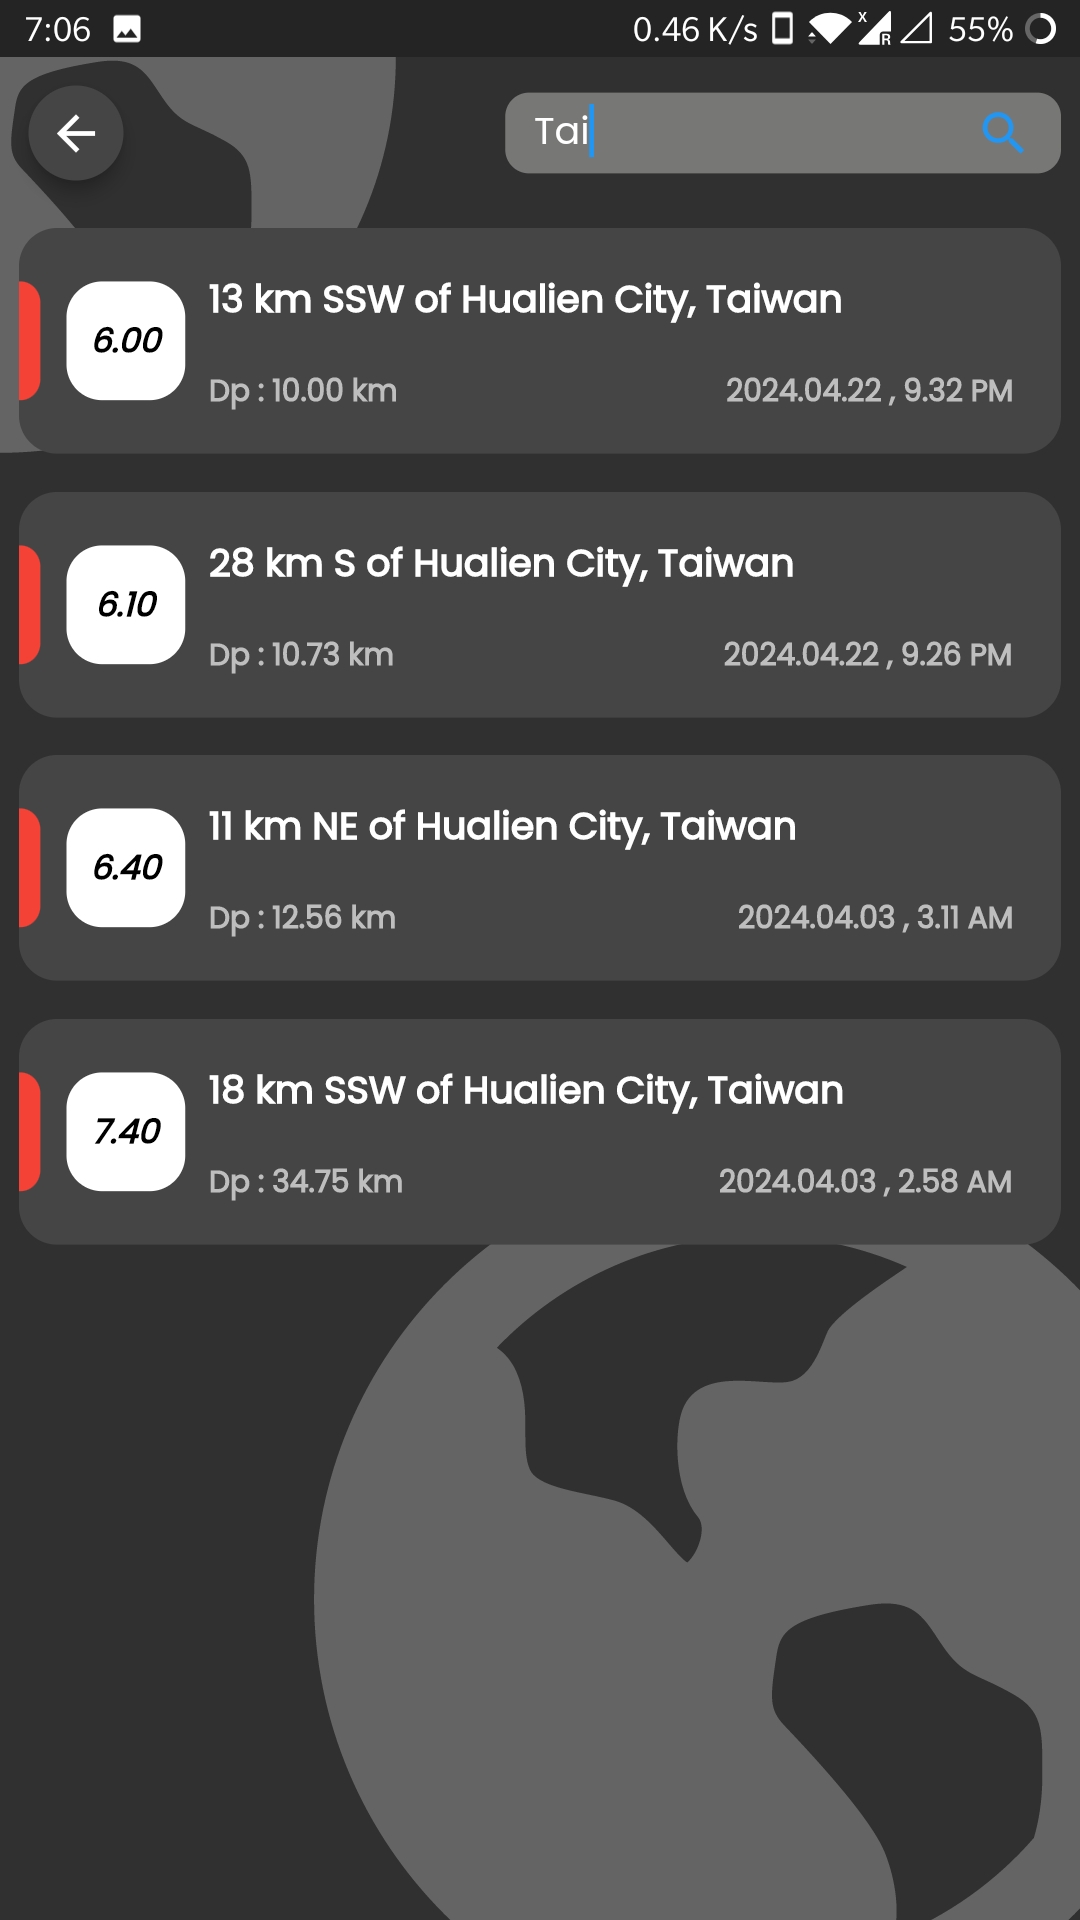 7:06 0.46 K/s X R 55%
Tai
13 km SSW of Hualien City, Taiwan
6.00
Dp : 10.00 km 2024.04.22 , 9.32 PM
28 km S of Hualien City, Taiwan
6.10
Dp : 10.73 km 2024.04.22 , 9.26 PM
11 km NE of Hualien City, Taiwan
6.40
Dp : 12.56 km 2024.04.03 , 3.11 AM
18 km SSW of Hualien City, Taiwan
7.40
Dp : 34.75 km 2024.04.03 , 2.58 AM